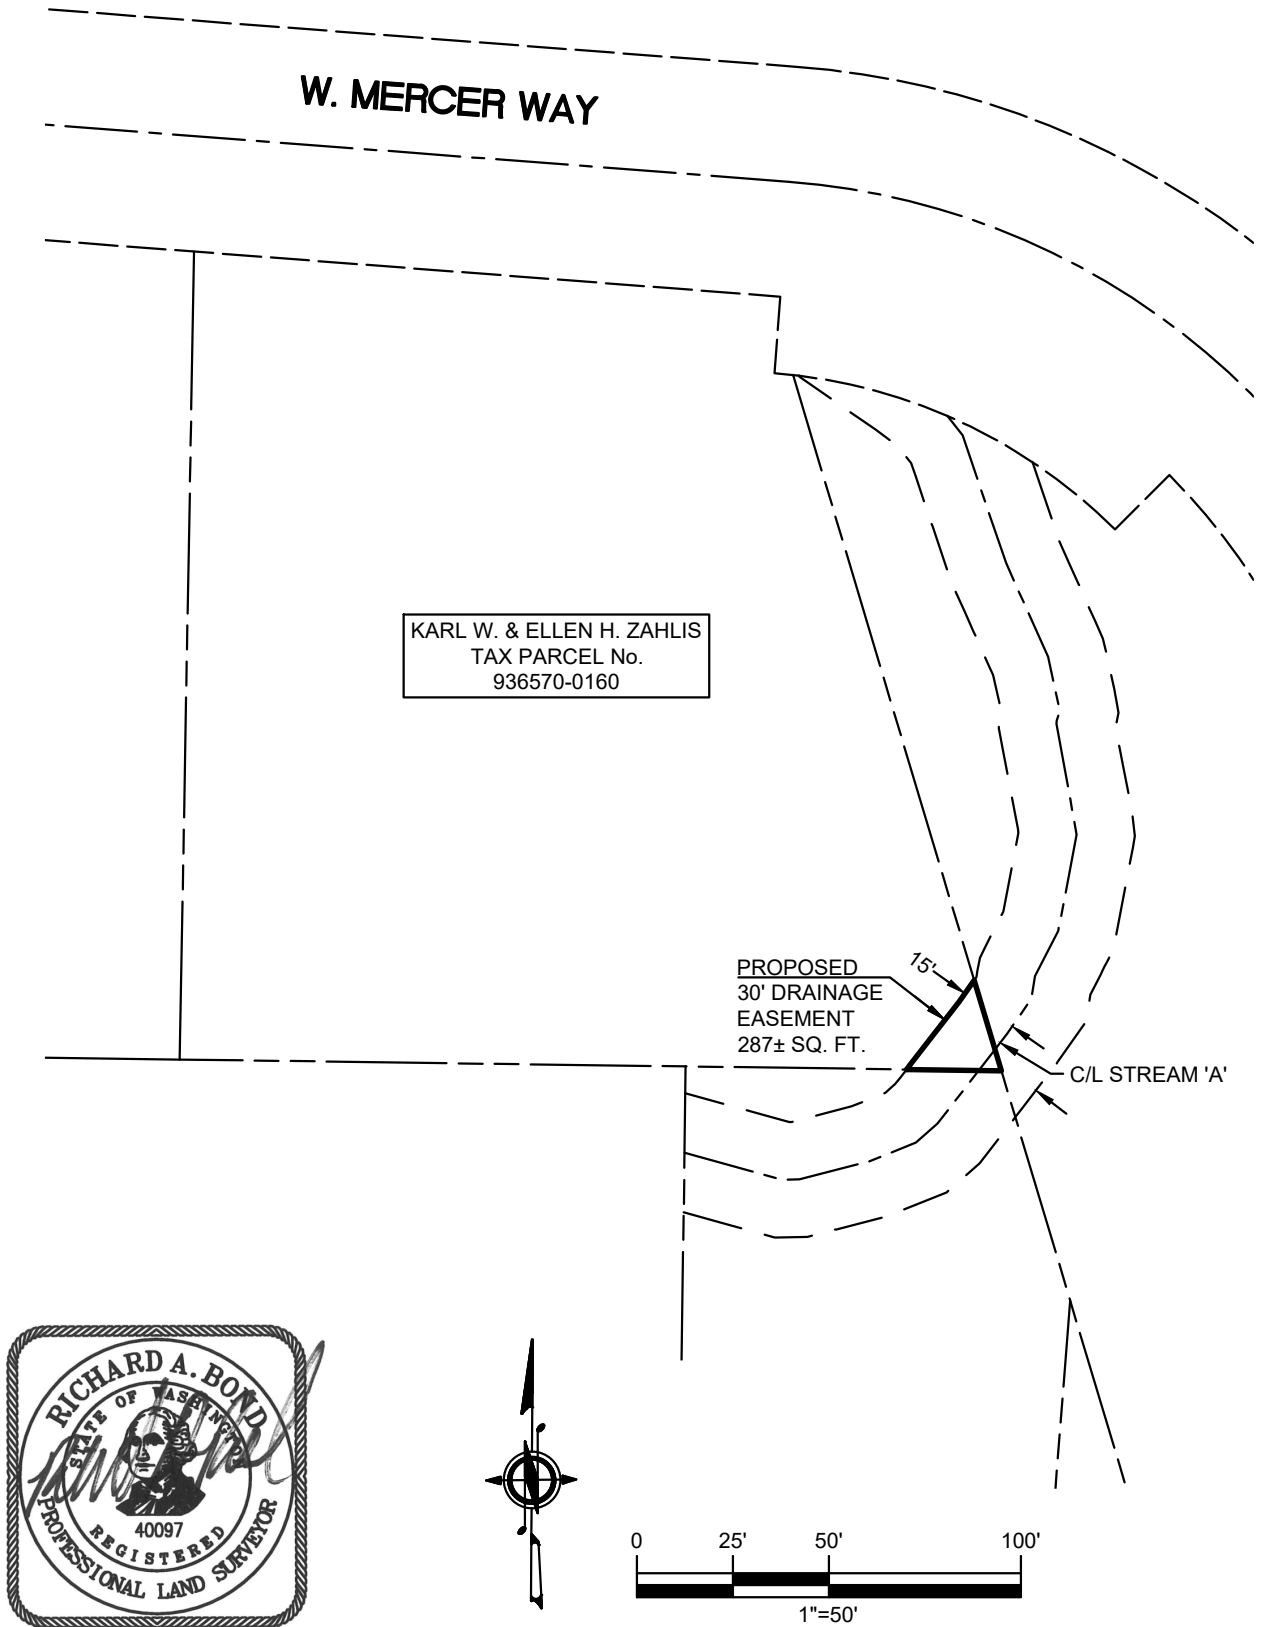 W. MERCER WAY
KARL W. & ELLEN H. ZAHLIS
TAX PARCEL No.
936570-0160
15'
PROPOSED
30' DRAINAGE
EASEMENT
287± SQ. FT.
C/L STREAM 'A'
RICHARD A. BOND
STATE OF WASHINGTON
40097
REGISTERED
PROFESSIONAL LAND SURVEYOR
0 25' 50' 100'
1"=50'